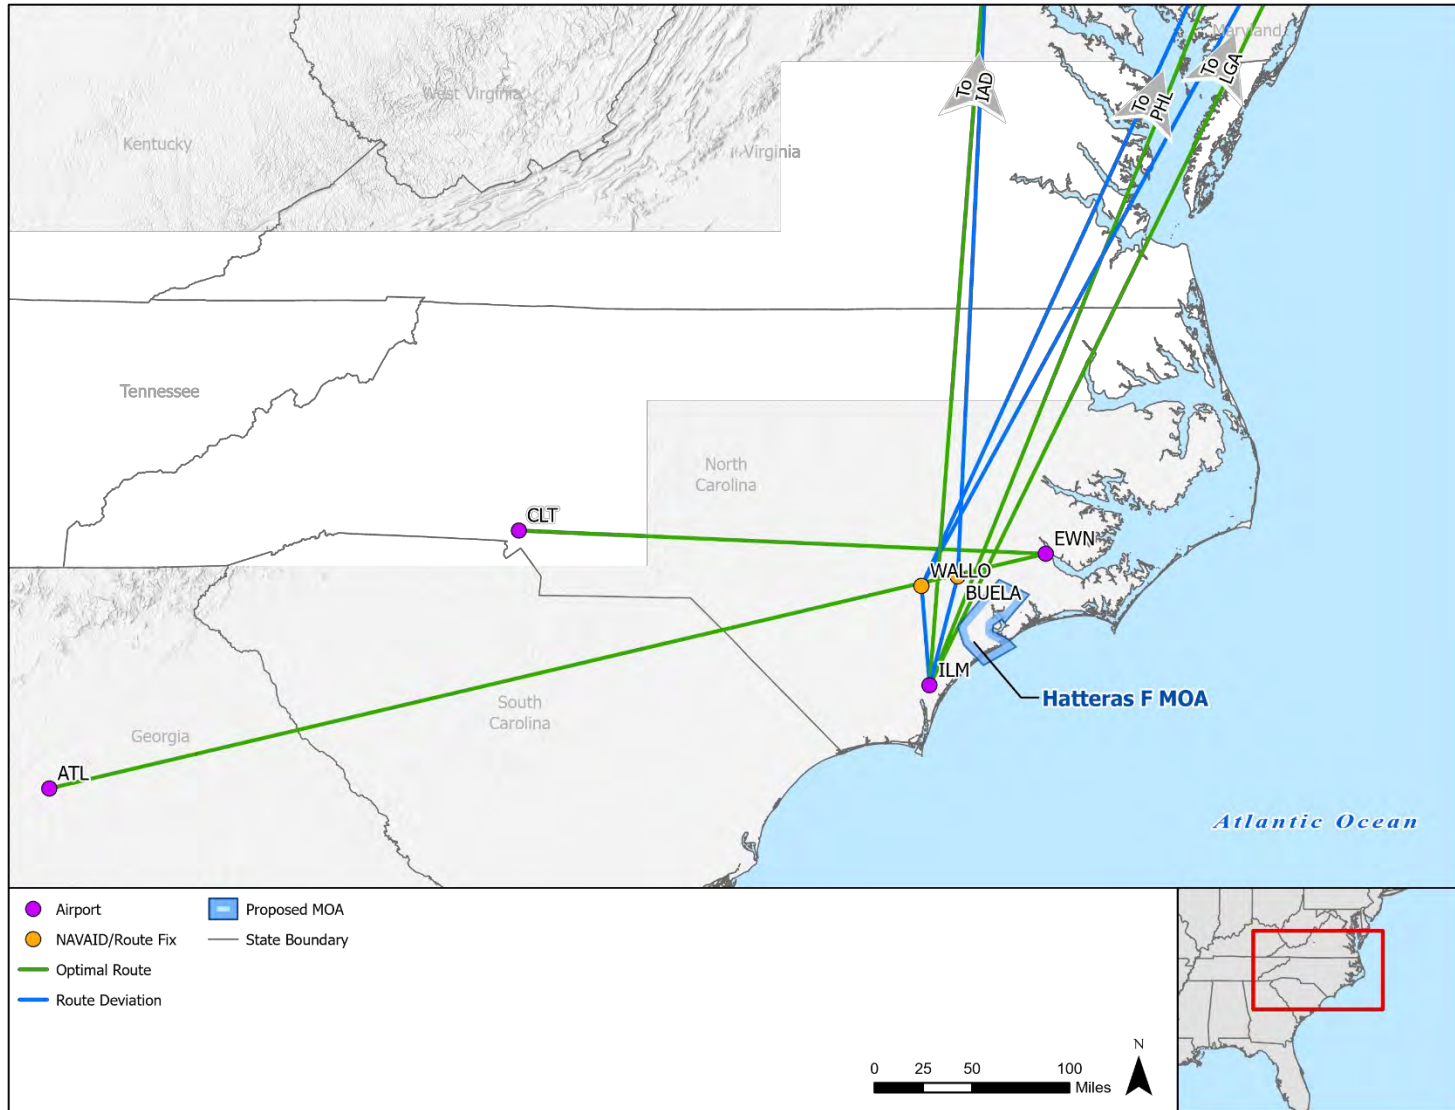 Maryland
To
IAD
To
PHL
To
LGA
West Virginia
Kentucky
Virginia
Tennessee
North
Carolina
CLT
EWN
WALLO
BUELA
ILM
Hatteras F MOA
South
Carolina
Georgia
ATL
Atlantic Ocean
Airport
NAVAID/Route Fix
Optimal Route
Route Deviation
Proposed MOA
State Boundary
N
0 25 50 100
Miles